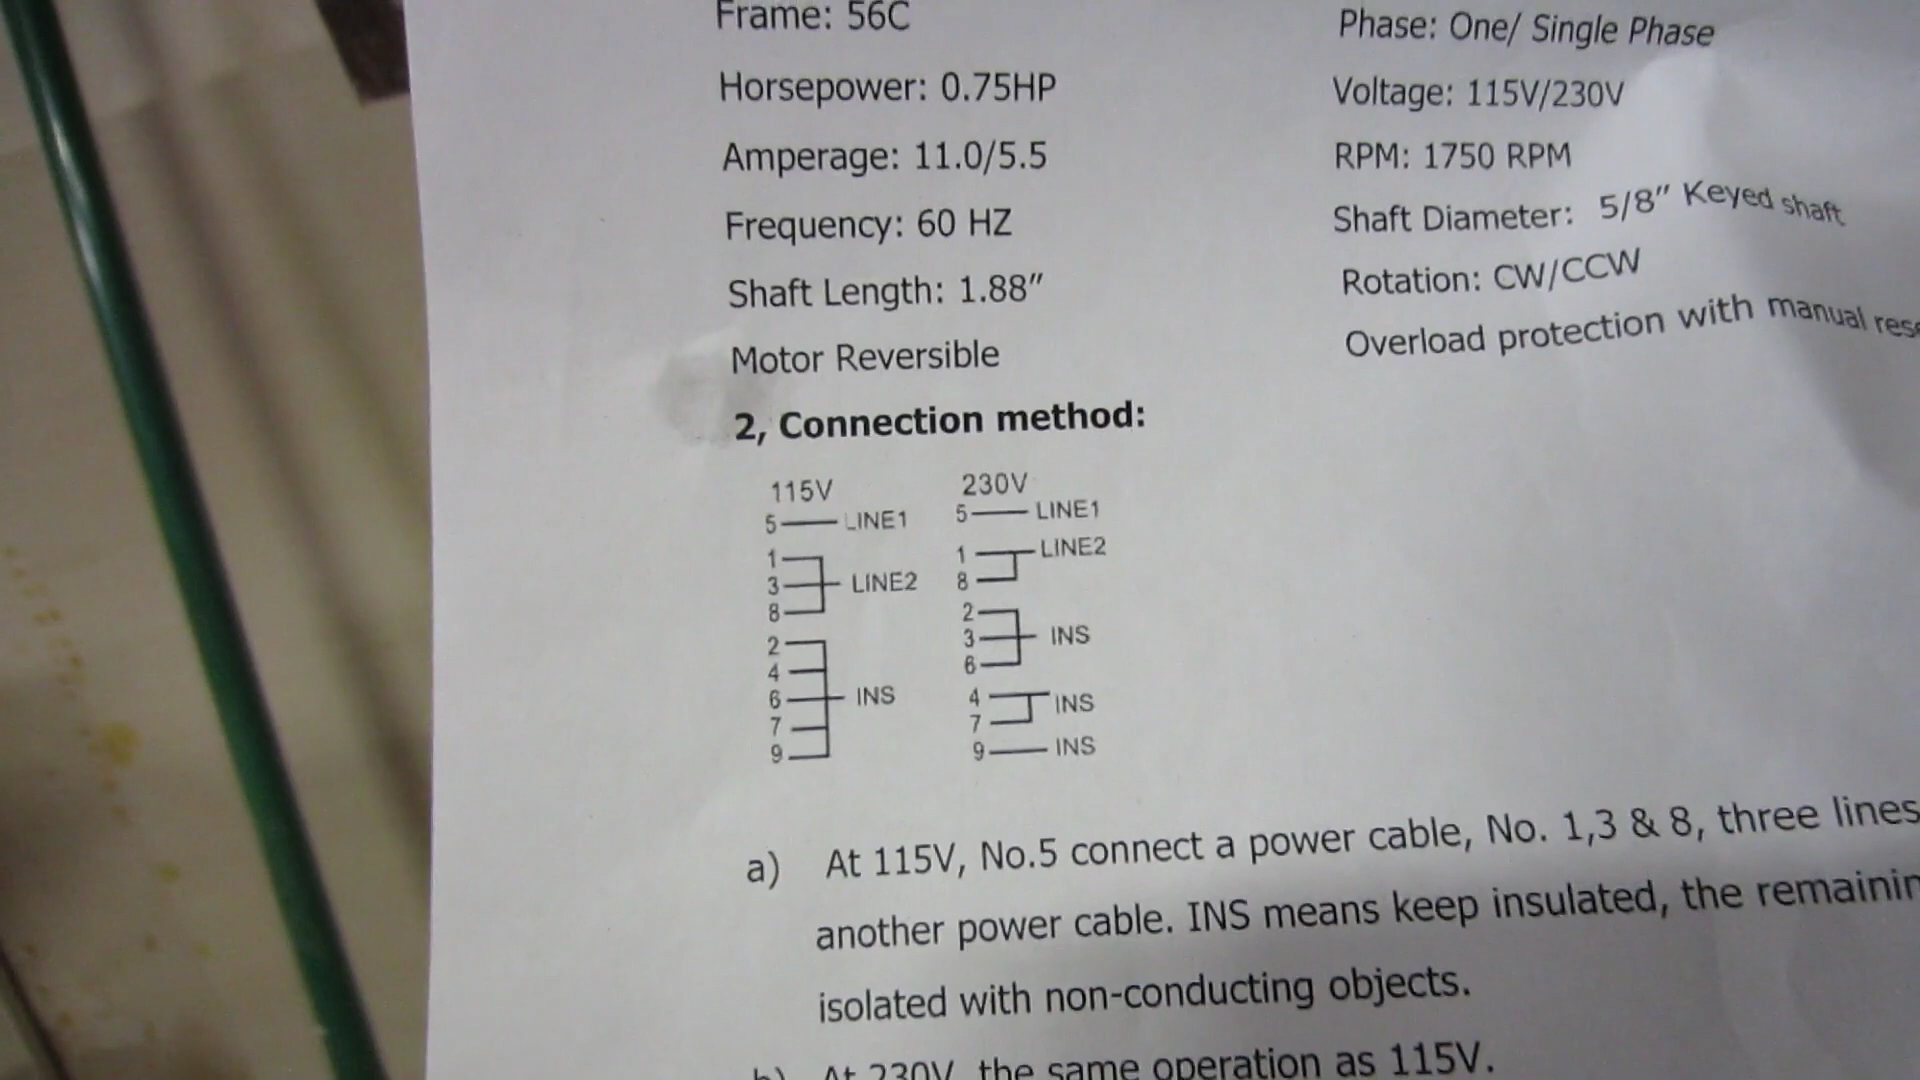 Frame: 56C
Phase: One/ Single Phase
Horsepower: 0.75HP
Voltage: 115V/230V
Amperage: 11.0/5.5
RPM: 1750 RPM
Frequency: 60 HZ
Shaft Diameter: 5/8" Keyed shaft
Shaft Length: 1.88"
Rotation: CW/CCW
Motor Reversible
Overload protection with manual
2, Connection method:
115V
5 LINE1
1
3 LINE2
8
2
4
6 INS
7
9
230V
5 LINE1
1 LINE2
8
2
3 INS
6
4 INS
7
9 INS
a) At 115V, No.5 connect a power cable, No. 1,3 & 8, three lines
another power cable. INS means keep insulated, the
isolated with non-conducting objects.
b) At 230V, the same operation as 115V.